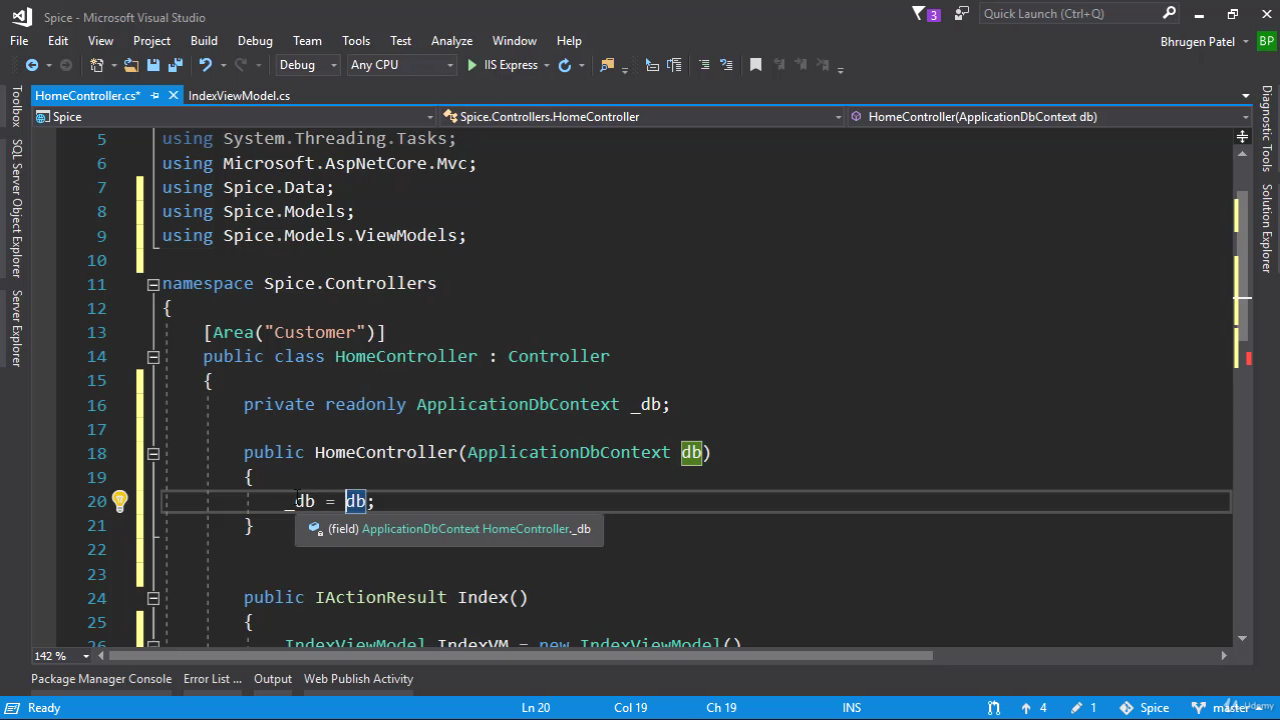 Spice - Microsoft Visual Studio
3
Quick Launch (Ctrl+Q)
File Edit View Project Build Debug Team Tools Test Analyze Window Help
Bhrugen Patel BP
Debug Any CPU IIS Express
HomeController.cs* IndexViewModel.cs
Spice Spice.Controllers.HomeController HomeController(ApplicationDbContext db)
Toolbox
SQL Server Object Explorer
Server Explorer
Diagnostic Tools
Solution Explorer
5 using System.Threading.Tasks;
6 using Microsoft.AspNetCore.Mvc;
7 using Spice.Data;
8 using Spice.Models;
9 using Spice.Models.ViewModels;
10
11 namespace Spice.Controllers
12 {
13 [Area("Customer")]
14 public class HomeController : Controller
15 {
16 private readonly ApplicationDbContext _db;
17
18 public HomeController(ApplicationDbContext db)
19 {
20 _db = db;
(field) ApplicationDbContext HomeController._db
21 }
22
23
24 public IActionResult Index()
25 {
26 IndexViewModel IndexVM = new IndexViewModel()
142 %
Package Manager Console Error List ... Output Web Publish Activity
Ready Ln 20 Col 19 Ch 19 INS 4 1 Spice master
Udemy